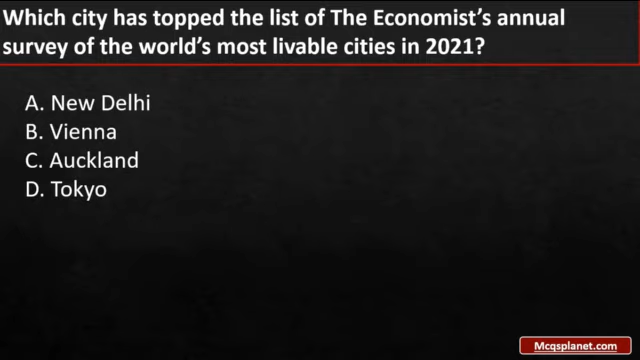 Which city has topped the list of The Economist’s annual
survey of the world’s most livable cities in 2021?
A. New Delhi
B. Vienna
C. Auckland
D. Tokyo
Mcqsplanet.com